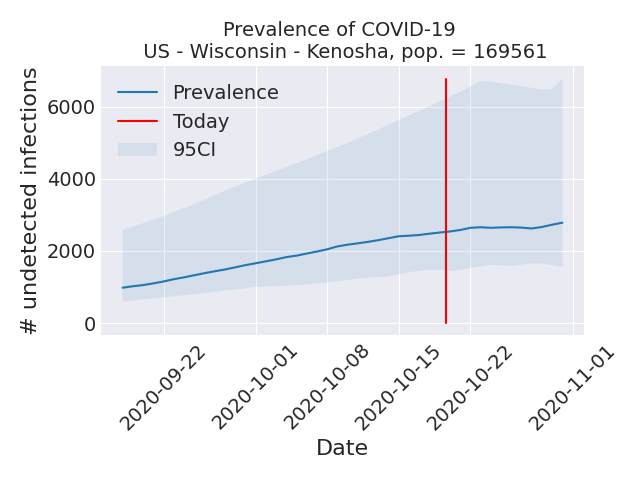 Prevalence of COVID-19
US - Wisconsin - Kenosha, pop. = 169561
# undetected infections
6000
4000
2000
0
Prevalence
Today
95CI
2020-09-22
2020-10-01
2020-10-08
2020-10-15
2020-10-22
2020-11-01
Date